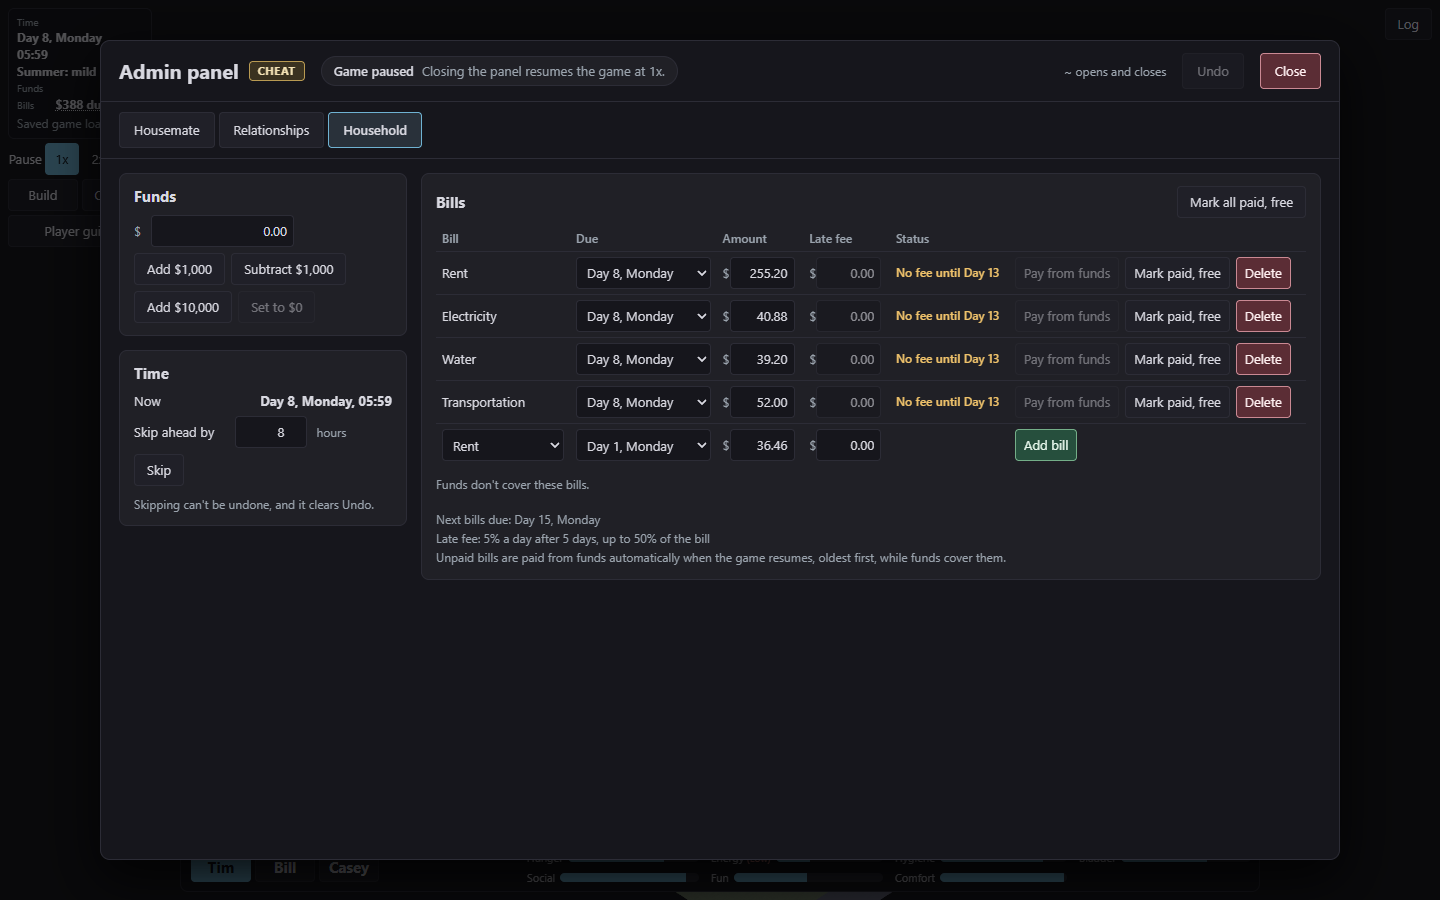 Time
Day 8, Monday
05:59
Summer: mild
Funds
Bills $388 du
Saved game loa
Pause 1x 2
Build C
Player gui
Log
Admin panel CHEAT Game paused Closing the panel resumes the game at 1x. ~ opens and closes Undo Close
Housemate Relationships Household
Funds
$ 0.00
Add $1,000 Subtract $1,000
Add $10,000 Set to $0
Time
Now Day 8, Monday, 05:59
Skip ahead by 8 hours
Skip
Skipping can't be undone, and it clears Undo.
Bills Mark all paid, free
Bill Due Amount Late fee Status
Rent Day 8, Monday $ 255.20 $ 0.00 No fee until Day 13 Pay from funds Mark paid, free Delete
Electricity Day 8, Monday $ 40.88 $ 0.00 No fee until Day 13 Pay from funds Mark paid, free Delete
Water Day 8, Monday $ 39.20 $ 0.00 No fee until Day 13 Pay from funds Mark paid, free Delete
Transportation Day 8, Monday $ 52.00 $ 0.00 No fee until Day 13 Pay from funds Mark paid, free Delete
Rent Day 1, Monday $ 36.46 $ 0.00 Add bill
Funds don't cover these bills.
Next bills due: Day 15, Monday
Late fee: 5% a day after 5 days, up to 50% of the bill
Unpaid bills are paid from funds automatically when the game resumes, oldest first, while funds cover them.
Tim Bill Casey
Social Fun Comfort